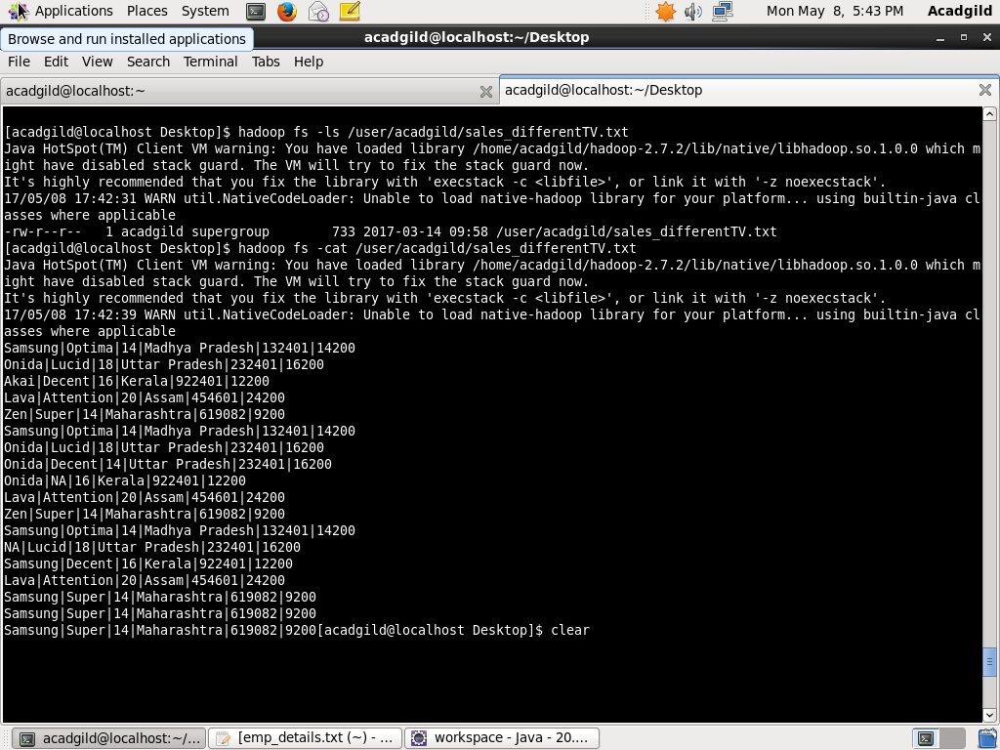 Applications Places System Mon May 8, 5:43 PM Acadgild
Browse and run installed applications
acadgild@localhost:~/Desktop
File Edit View Search Terminal Tabs Help
acadgild@localhost:~
acadgild@localhost:~/Desktop
[acadgild@localhost Desktop]$ hadoop fs -ls /user/acadgild/sales_differentTV.txt
Java HotSpot(TM) Client VM warning: You have loaded library /home/acadgild/hadoop-2.7.2/lib/native/libhadoop.so.1.0.0 which m
ight have disabled stack guard. The VM will try to fix the stack guard now.
It's highly recommended that you fix the library with 'execstack -c <libfile>', or link it with '-z noexecstack'.
17/05/08 17:42:31 WARN util.NativeCodeLoader: Unable to load native-hadoop library for your platform... using builtin-java cl
asses where applicable
-rw-r--r--   1 acadgild supergroup        733 2017-03-14 09:58 /user/acadgild/sales_differentTV.txt
[acadgild@localhost Desktop]$ hadoop fs -cat /user/acadgild/sales_differentTV.txt
Java HotSpot(TM) Client VM warning: You have loaded library /home/acadgild/hadoop-2.7.2/lib/native/libhadoop.so.1.0.0 which m
ight have disabled stack guard. The VM will try to fix the stack guard now.
It's highly recommended that you fix the library with 'execstack -c <libfile>', or link it with '-z noexecstack'.
17/05/08 17:42:39 WARN util.NativeCodeLoader: Unable to load native-hadoop library for your platform... using builtin-java cl
asses where applicable
Samsung|Optima|14|Madhya Pradesh|132401|14200
Onida|Lucid|18|Uttar Pradesh|232401|16200
Akai|Decent|16|Kerala|922401|12200
Lava|Attention|20|Assam|454601|24200
Zen|Super|14|Maharashtra|619082|9200
Samsung|Optima|14|Madhya Pradesh|132401|14200
Onida|Lucid|18|Uttar Pradesh|232401|16200
Onida|Decent|14|Uttar Pradesh|232401|16200
Onida|NA|16|Kerala|922401|12200
Lava|Attention|20|Assam|454601|24200
Zen|Super|14|Maharashtra|619082|9200
Samsung|Optima|14|Madhya Pradesh|132401|14200
NA|Lucid|18|Uttar Pradesh|232401|16200
Samsung|Decent|16|Kerala|922401|12200
Lava|Attention|20|Assam|454601|24200
Samsung|Super|14|Maharashtra|619082|9200
Samsung|Super|14|Maharashtra|619082|9200
Samsung|Super|14|Maharashtra|619082|9200[acadgild@localhost Desktop]$ clear
acadgild@localhost:~/... [emp_details.txt (~) - ... workspace - Java - 20....